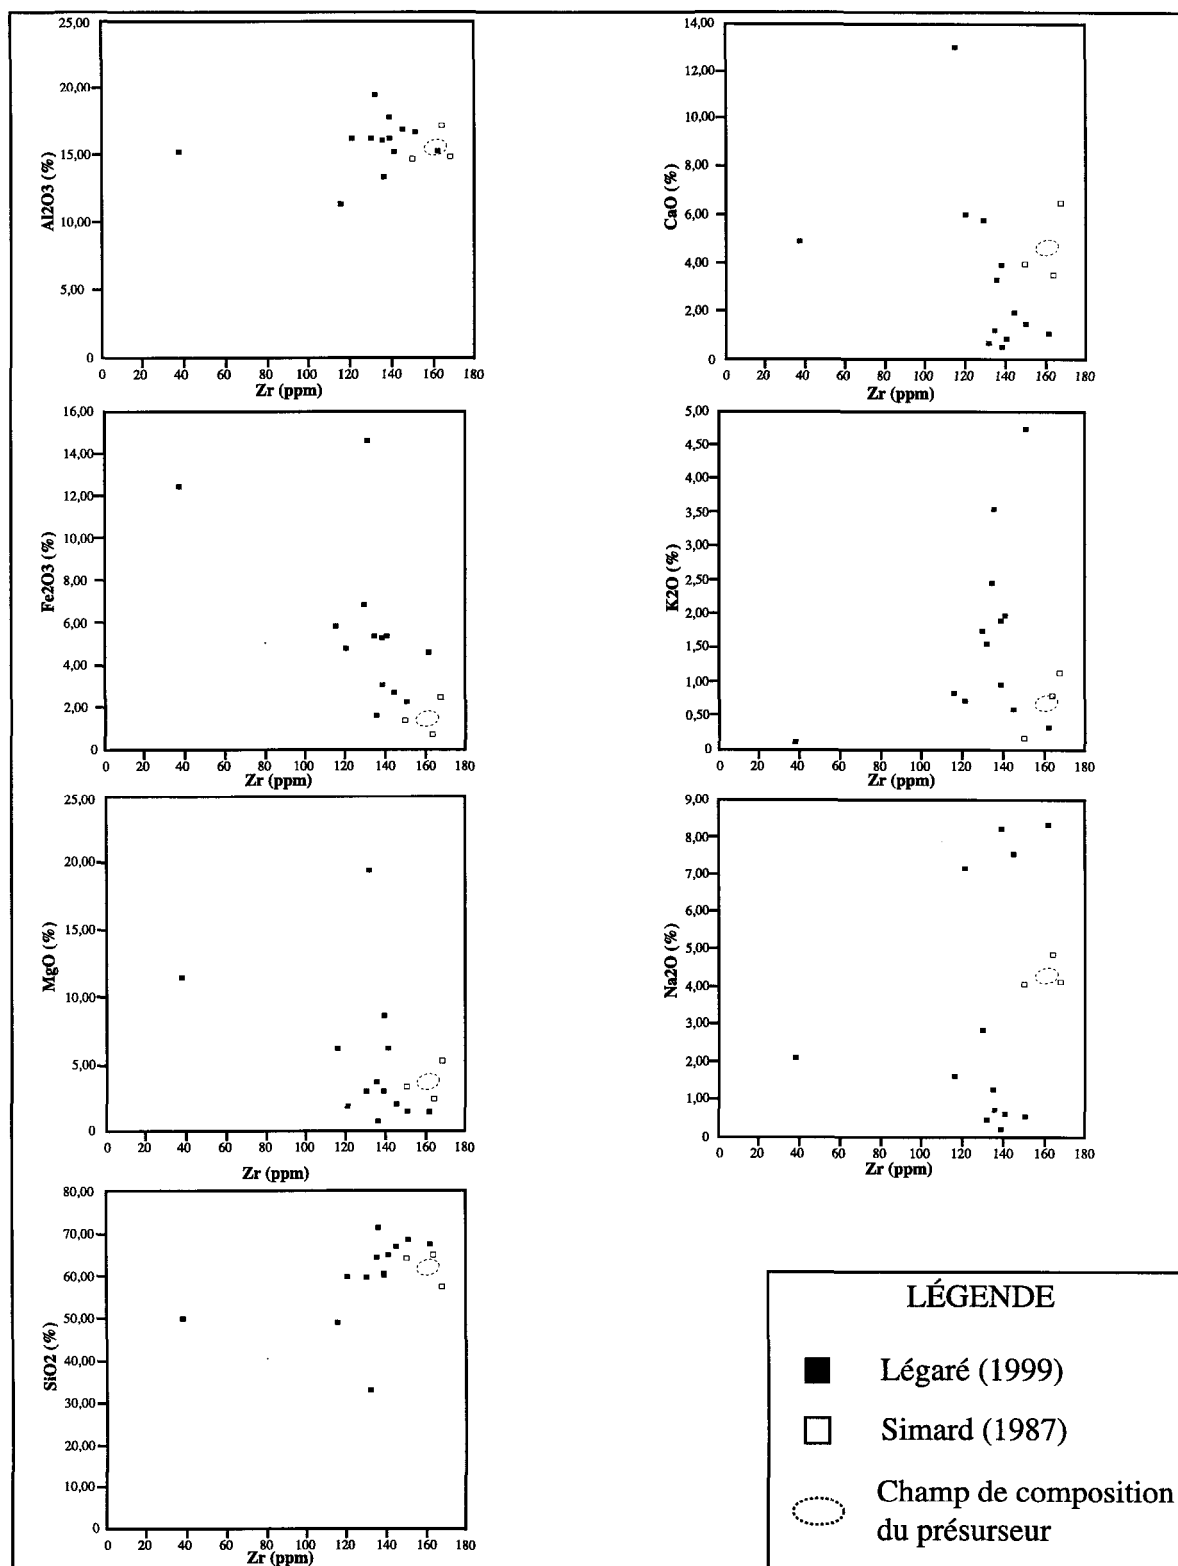 25,00
20,00
15,00
10,00
5,00
0
Al2O3 (%)
0 20 40 60 80 100 120 140 160 180
Zr (ppm)
14,00
12,00
10,00
8,00
6,00
4,00
2,00
0
CaO (%)
0 20 40 60 80 100 120 140 160 180
Zr (ppm)
16,00
14,00
12,00
10,00
8,00
6,00
4,00
2,00
0
Fe2O3 (%)
0 20 40 60 80 100 120 140 160 180
Zr (ppm)
5,00
4,50
4,00
3,50
3,00
2,50
2,00
1,50
1,00
0,50
0
K2O (%)
0 20 40 60 80 100 120 140 160 180
Zr (ppm)
25,00
20,00
15,00
10,00
5,00
0
MgO (%)
0 20 40 60 80 100 120 140 160 180
Zr (ppm)
9,00
8,00
7,00
6,00
5,00
4,00
3,00
2,00
1,00
0
Na2O (%)
0 20 40 60 80 100 120 140 160 180
Zr (ppm)
80,00
70,00
60,00
50,00
40,00
30,00
20,00
10,00
0
SiO2 (%)
0 20 40 60 80 100 120 140 160 180
Zr (ppm)
LÉGENDE
Légaré (1999)
Simard (1987)
Champ de composition
du présurseur